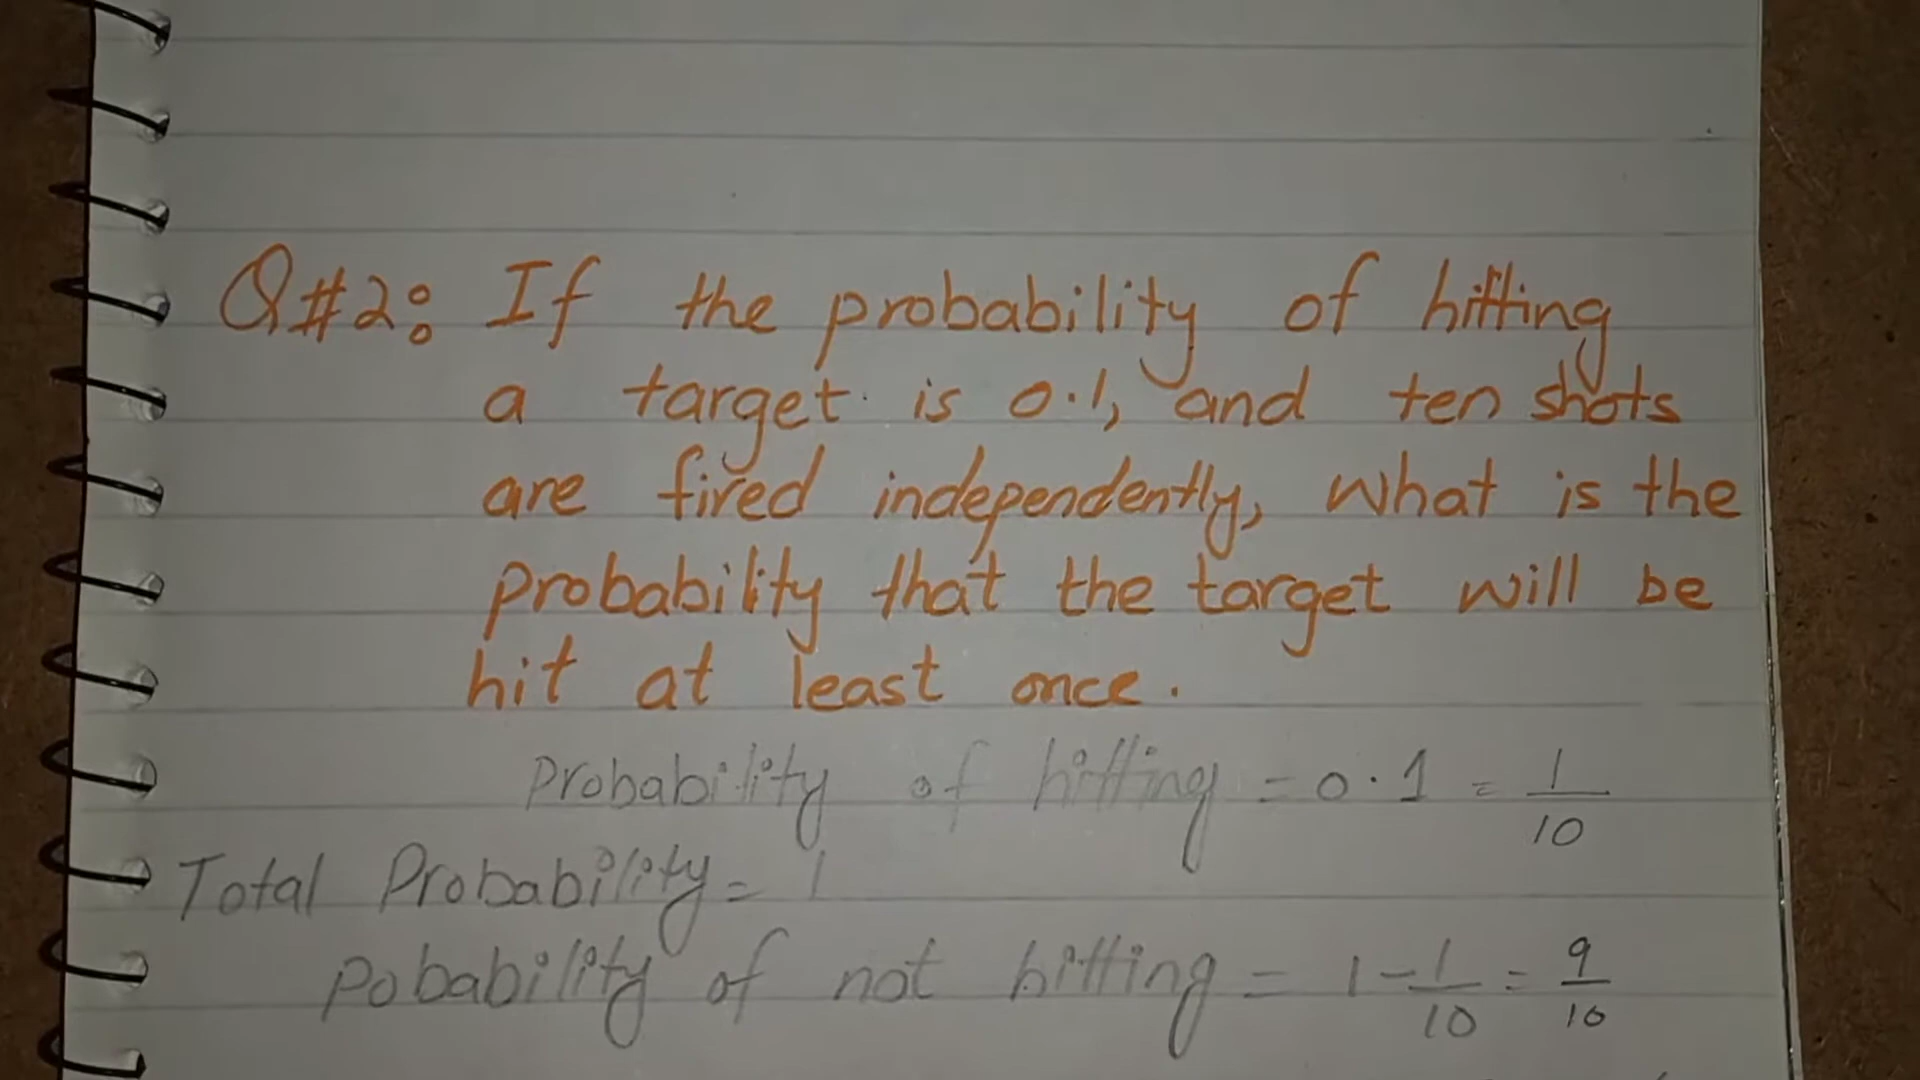 Q#2: If the probability of hitting
a target is 0.1, and ten shots
are fired independently, what is the
probability that the target will be
hit at least once.
Probability of hitting = 0.1 = 1/10
Total Probability = 1
Pobability of not hitting = 1 - 1/10 = 9/10